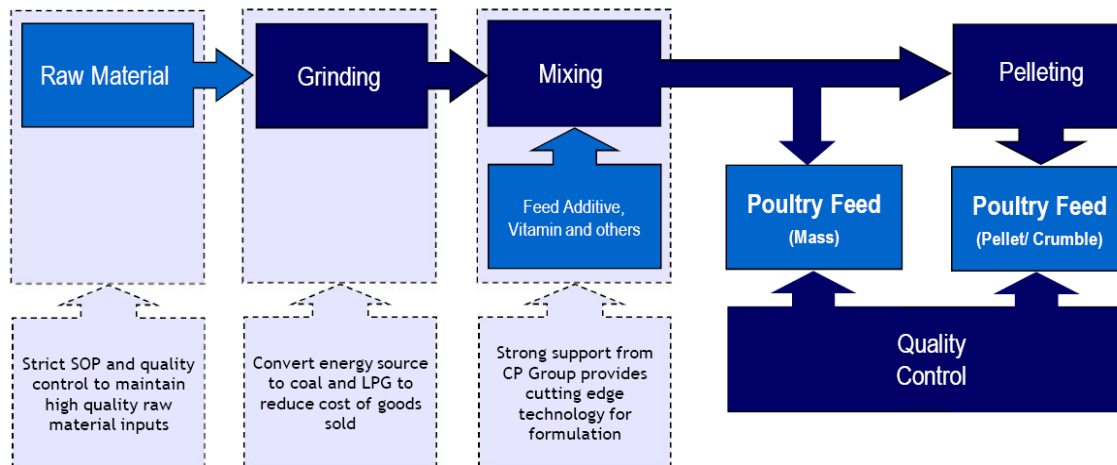 Raw Material
Grinding
Mixing
Pelleting
Feed Additive,
Vitamin and others
Poultry Feed
(Mass)
Poultry Feed
(Pellet/ Crumble)
Strict SOP and quality
control to maintain
high quality raw
material inputs
Convert energy source
to coal and LPG to
reduce cost of goods
sold
Strong support from
CP Group provides
cutting edge
technology for
formulation
Quality
Control